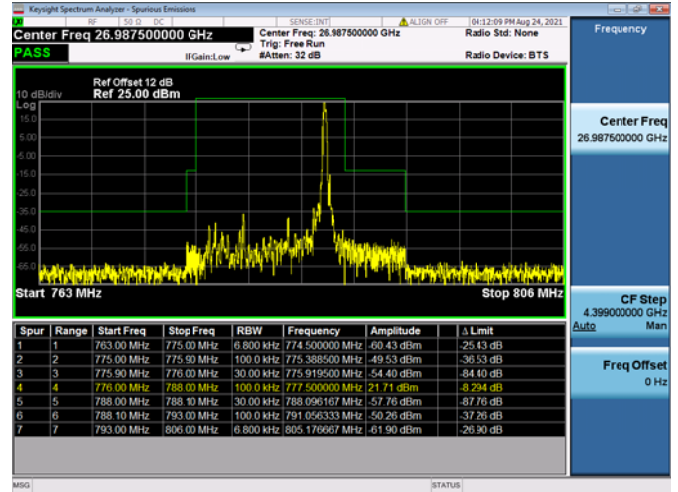 Keysight Spectrum Analyzer - Spurious Emissions
RF 50 Ω DC SENSE:INT ALIGN OFF 04:12:09 PM Aug 24, 2021
Center Freq 26.987500000 GHz
Center Freq: 26.987500000 GHz
Radio Std: None
Trig: Free Run
PASS
IFGain:Low
#Atten: 32 dB
Radio Device: BTS
Ref Offset 12 dB
10 dB/div Ref 25.00 dBm
Log
15.0
5.00
-5.00
-15.0
-25.0
-35.0
-45.0
-55.0
-65.0
Start 763 MHz Stop 806 MHz
Spur Range Start Freq Stop Freq RBW Frequency Amplitude Δ Limit
1 1 763.00 MHz 775.00 MHz 6.800 kHz 774.500000 MHz -60.43 dBm -25.43 dB
2 2 775.00 MHz 775.90 MHz 100.0 kHz 775.388500 MHz -49.53 dBm -36.53 dB
3 3 775.90 MHz 776.00 MHz 30.00 kHz 775.919500 MHz -54.40 dBm -84.40 dB
4 4 776.00 MHz 788.00 MHz 100.0 kHz 777.500000 MHz 21.71 dBm -8.294 dB
5 5 788.00 MHz 788.10 MHz 30.00 kHz 788.096167 MHz -57.76 dBm -87.76 dB
6 6 788.10 MHz 793.00 MHz 100.0 kHz 791.056333 MHz -50.26 dBm -37.26 dB
7 7 793.00 MHz 806.00 MHz 6.800 kHz 805.176667 MHz -61.90 dBm -26.90 dB
Frequency
Center Freq
26.987500000 GHz
CF Step
4.399000000 GHz
Auto Man
Freq Offset
0 Hz
MSG STATUS